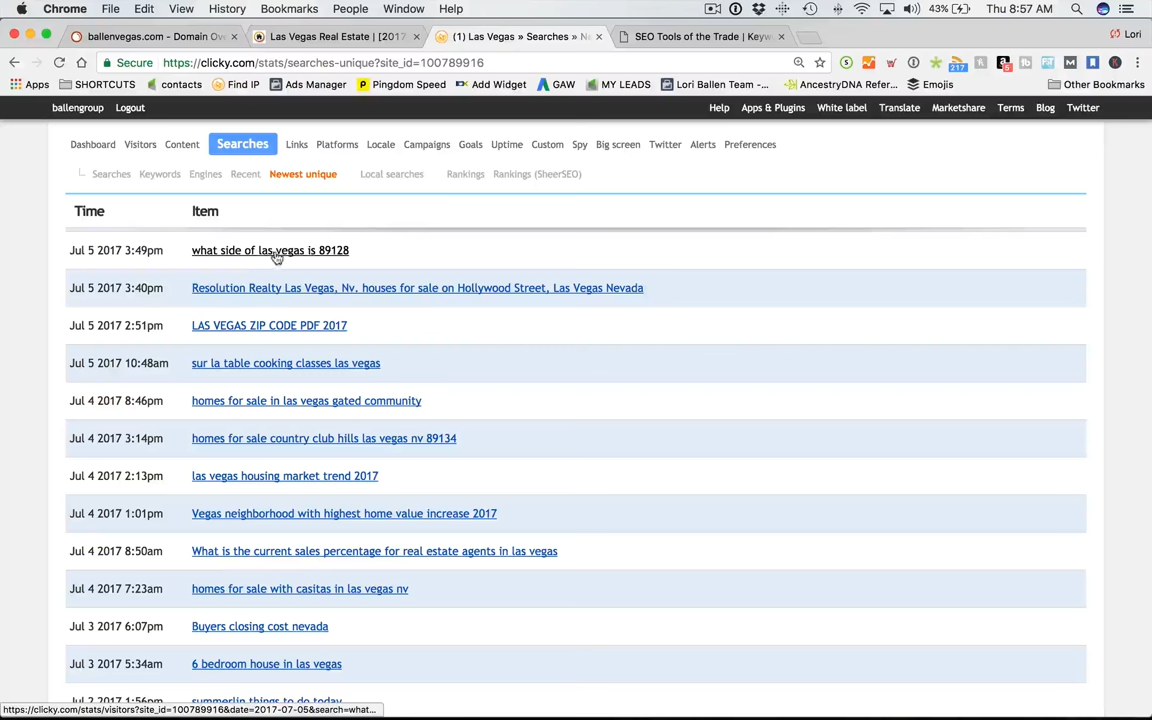 Chrome File Edit View History Bookmarks People Window Help 43% Thu 8:57 AM
ballenvegas.com - Domain Ov Las Vegas Real Estate | [2017 (1) Las Vegas » Searches » Ne SEO Tools of the Trade | Keyw Lori
Secure https://clicky.com/stats/searches-unique?site_id=100789916 217
Apps SHORTCUTS contacts Find IP Ads Manager Pingdom Speed Add Widget GAW MY LEADS Lori Ballen Team -... AncestryDNA Refer... Emojis Other Bookmarks
ballengroup Logout Help Apps & Plugins White label Translate Marketshare Terms Blog Twitter
Dashboard Visitors Content Searches Links Platforms Locale Campaigns Goals Uptime Custom Spy Big screen Twitter Alerts Preferences
Searches Keywords Engines Recent Newest unique Local searches Rankings Rankings (SheerSEO)
Time Item
Jul 5 2017 3:49pm what side of las vegas is 89128
Jul 5 2017 3:40pm Resolution Realty Las Vegas, Nv. houses for sale on Hollywood Street, Las Vegas Nevada
Jul 5 2017 2:51pm LAS VEGAS ZIP CODE PDF 2017
Jul 5 2017 10:48am sur la table cooking classes las vegas
Jul 4 2017 8:46pm homes for sale in las vegas gated community
Jul 4 2017 3:14pm homes for sale country club hills las vegas nv 89134
Jul 4 2017 2:13pm las vegas housing market trend 2017
Jul 4 2017 1:01pm Vegas neighborhood with highest home value increase 2017
Jul 4 2017 8:50am What is the current sales percentage for real estate agents in las vegas
Jul 4 2017 7:23am homes for sale with casitas in las vegas nv
Jul 3 2017 6:07pm Buyers closing cost nevada
Jul 3 2017 5:34am 6 bedroom house in las vegas
Jul 2 2017 1:56pm summerlin things to do today
https://clicky.com/stats/visitors?site_id=100789916&date=2017-07-05&search=what...